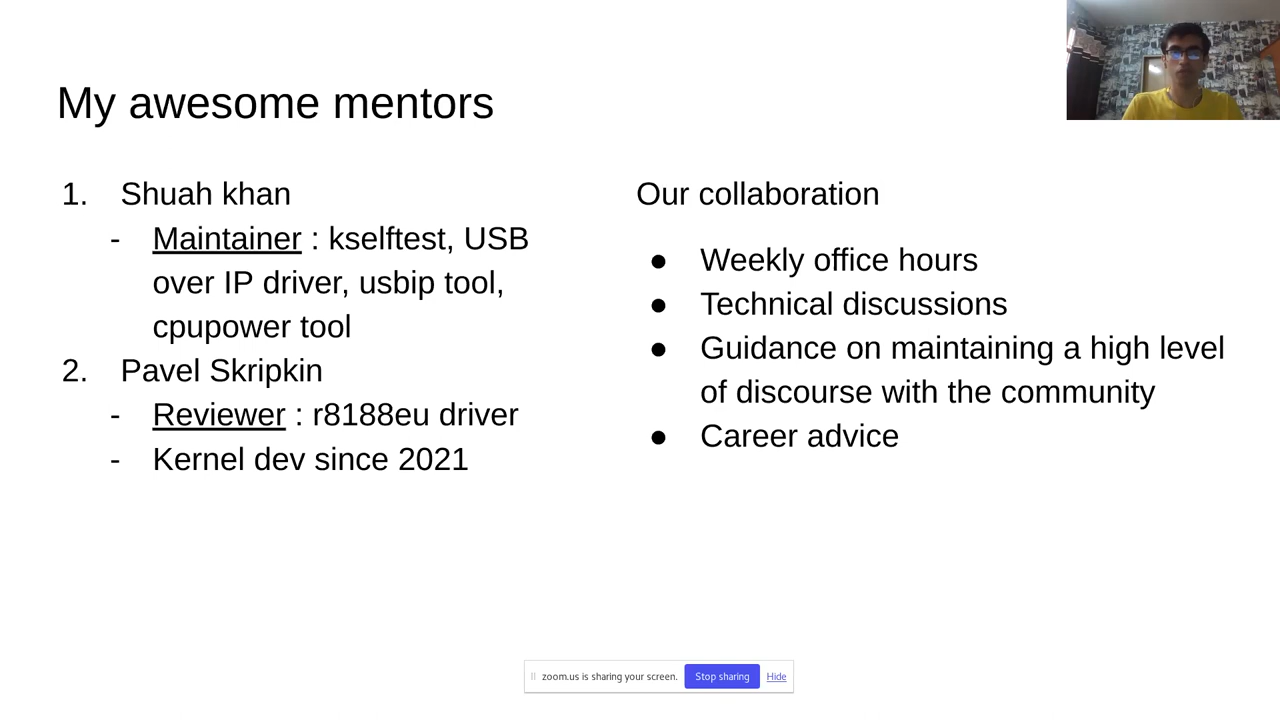 My awesome mentors
1. Shuah khan
- Maintainer : kselftest, USB
over IP driver, usbip tool,
cpupower tool
2. Pavel Skripkin
- Reviewer : r8188eu driver
- Kernel dev since 2021
Our collaboration
● Weekly office hours
● Technical discussions
● Guidance on maintaining a high level
of discourse with the community
● Career advice
zoom.us is sharing your screen. Stop sharing Hide